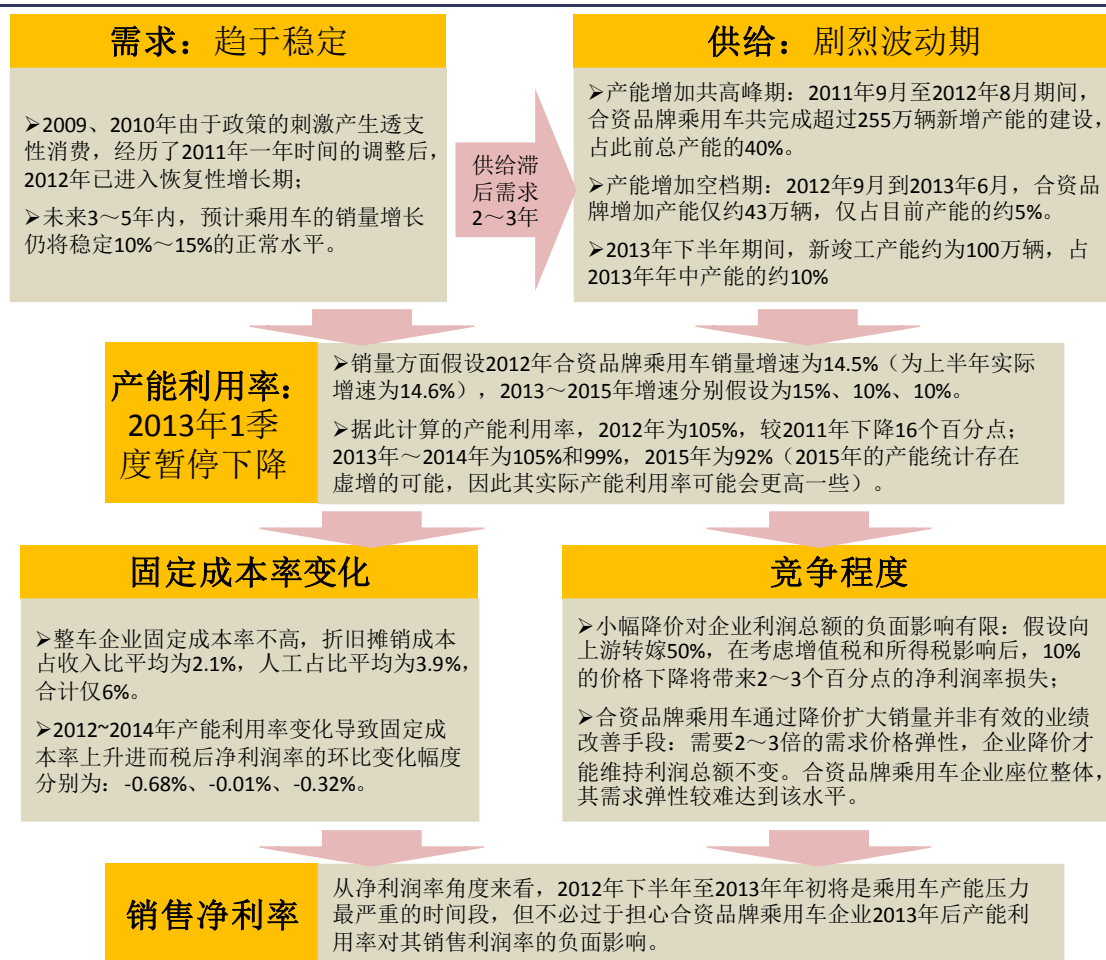 需求：趋于稳定
➢2009、2010年由于政策的刺激产生透支
性消费，经历了2011年一年时间的调整后，
2012年已进入恢复性增长期；
➢未来3～5年内，预计乘用车的销量增长
仍将稳定10%～15%的正常水平。
供给滞
后需求
2～3年
供给：剧烈波动期
➢产能增加共高峰期：2011年9月至2012年8月期间，
合资品牌乘用车共完成超过255万辆新增产能的建设，
占此前总产能的40%。
➢产能增加空档期：2012年9月到2013年6月，合资品
牌增加产能仅约43万辆，仅占目前产能的约5%。
➢2013年下半年期间，新竣工产能约为100万辆，占
2013年年中产能的约10%
产能利用率：
2013年1季
度暂停下降
➢销量方面假设2012年合资品牌乘用车销量增速为14.5%（为上半年实际
增速为14.6%），2013～2015年增速分别假设为15%、10%、10%。
➢据此计算的产能利用率，2012年为105%，较2011年下降16个百分点；
2013年～2014年为105%和99%，2015年为92%（2015年的产能统计存在
虚增的可能，因此其实际产能利用率可能会更高一些）。
固定成本率变化
➢整车企业固定成本率不高，折旧摊销成本
占收入比平均为2.1%，人工占比平均为3.9%，
合计仅6%。
➢2012~2014年产能利用率变化导致固定成
本率上升进而税后净利润率的环比变化幅度
分别为：-0.68%、-0.01%、-0.32%。
竞争程度
➢小幅降价对企业利润总额的负面影响有限：假设向
上游转嫁50%，在考虑增值税和所得税影响后，10%
的价格下降将带来2～3个百分点的净利润率损失；
➢合资品牌乘用车通过降价扩大销量并非有效的业绩
改善手段：需要2～3倍的需求价格弹性，企业降价才
能维持利润总额不变。合资品牌乘用车企业座位整体，
其需求弹性较难达到该水平。
销售净利率
从净利润率角度来看，2012年下半年至2013年年初将是乘用车产能压力
最严重的时间段，但不必过于担心合资品牌乘用车企业2013年后产能利
用率对其销售利润率的负面影响。